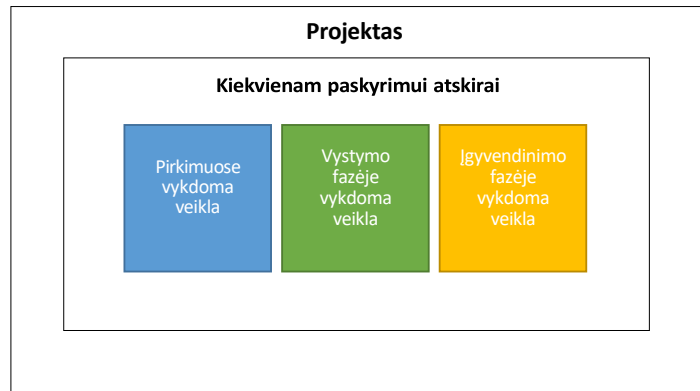 Projektas
Kiekvienam paskyrimui atskirai
Pirkimuose
vykdoma
veikla
Vystymo
fazėje
vykdoma
veikla
Įgyvendinimo
fazėje
vykdoma
veikla